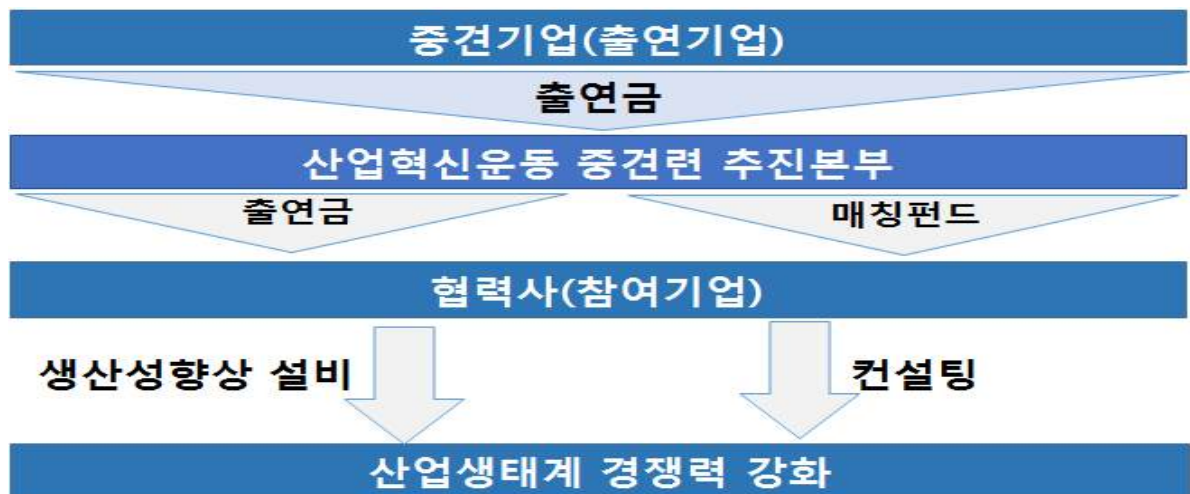 중견기업(출연기업)
출연금
산업혁신운동 중견련 추진본부
출연금
매칭펀드
협력사(참여기업)
생산성향상 설비
컨설팅
산업생태계 경쟁력 강화